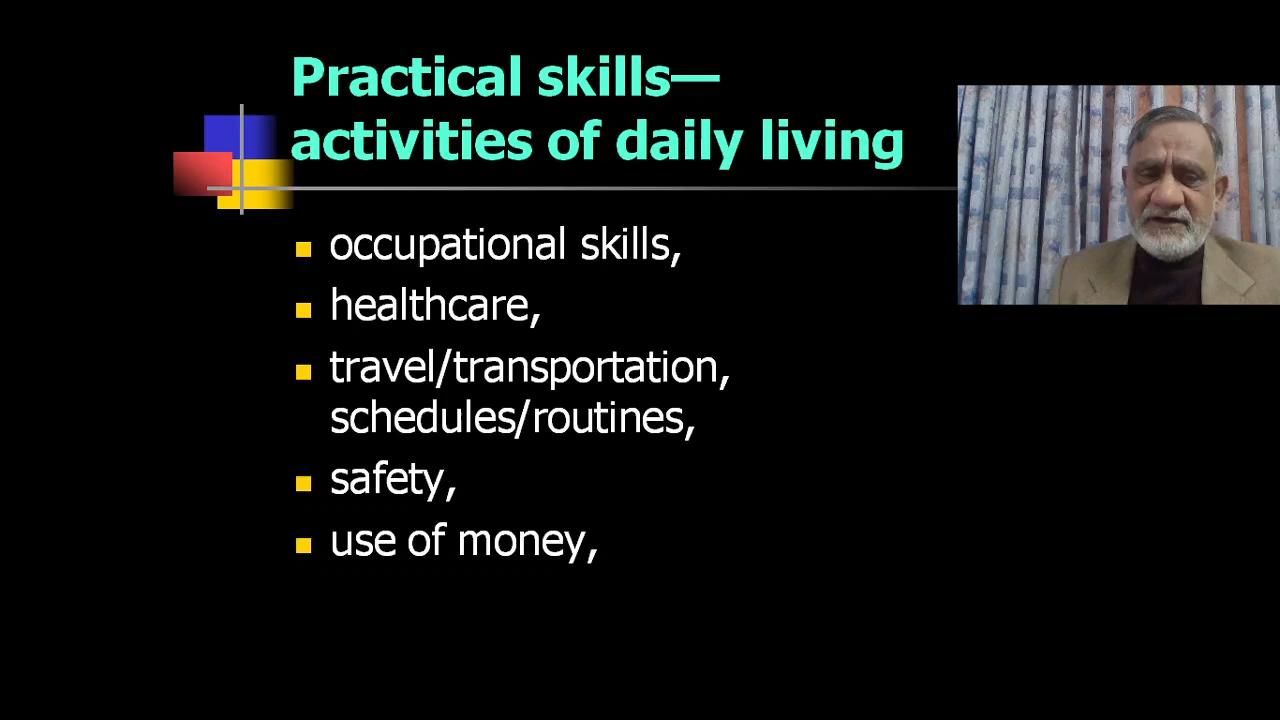 Practical skills—
activities of daily living
occupational skills,
healthcare,
travel/transportation,
schedules/routines,
safety,
use of money,